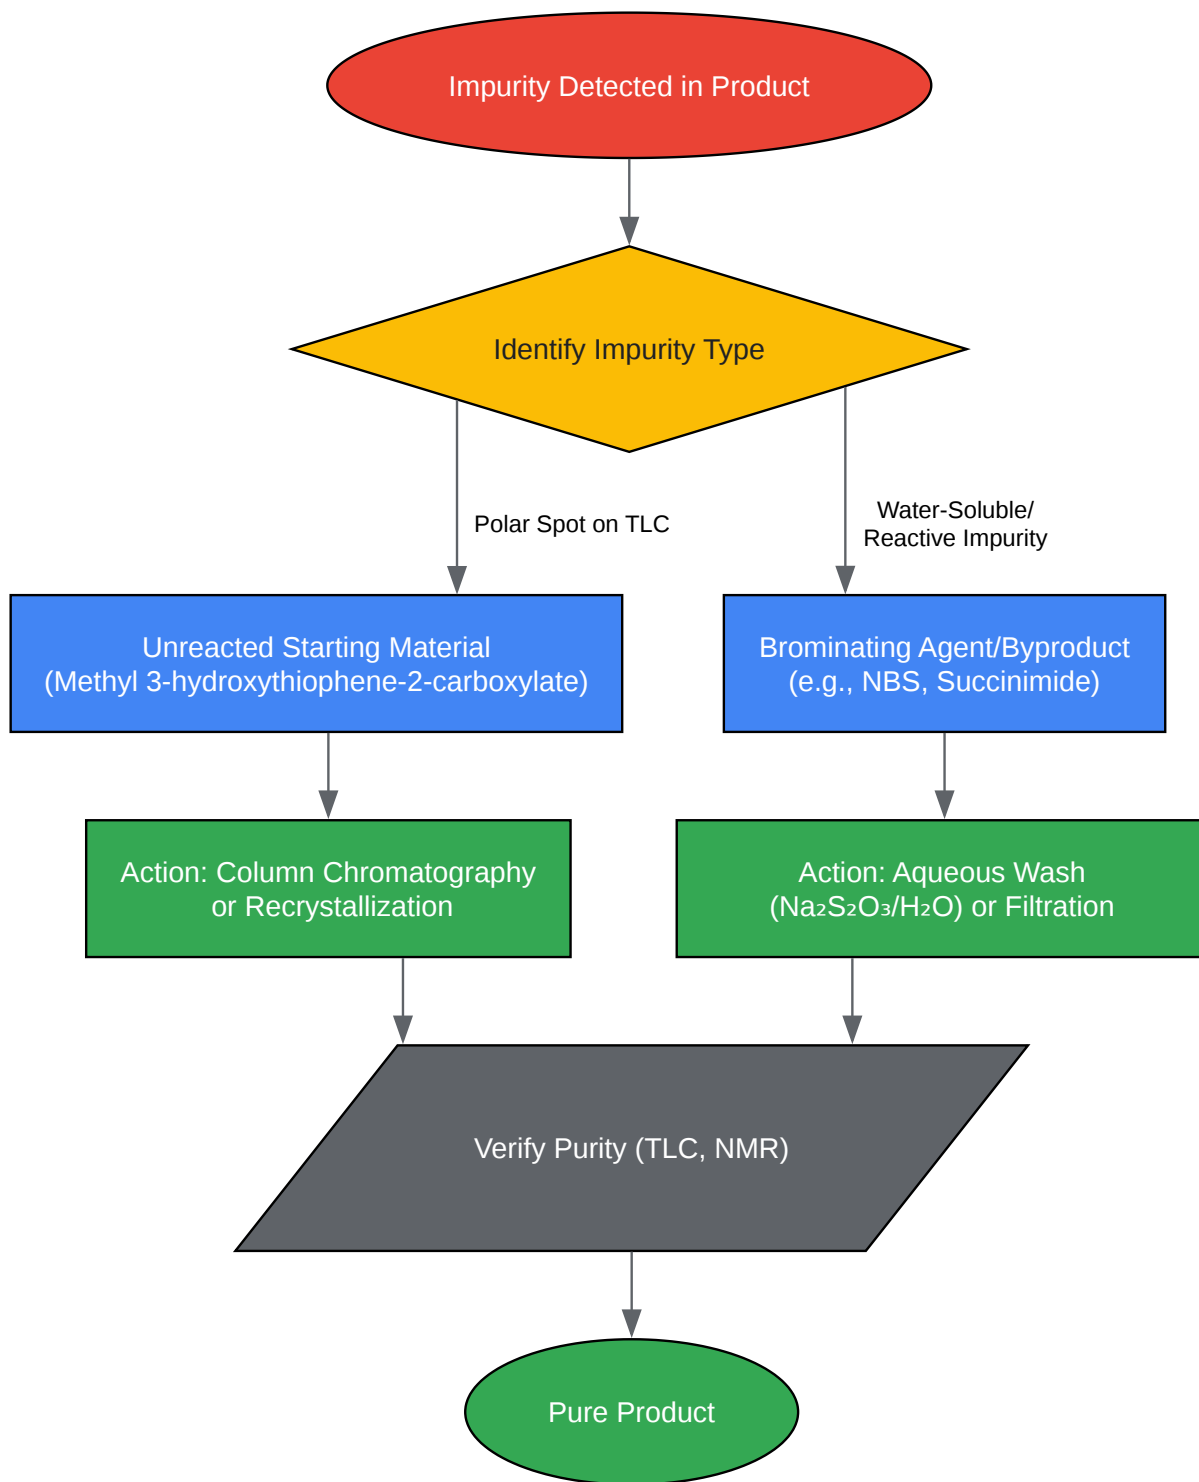 Impurity Detected in Product
Identify Impurity Type
Polar Spot on TLC
Water-Soluble/
Reactive Impurity
Unreacted Starting Material
(Methyl 3-hydroxythiophene-2-carboxylate)
Brominating Agent/Byproduct
(e.g., NBS, Succinimide)
Action: Column Chromatography
or Recrystallization
Action: Aqueous Wash
(Na₂S₂O₃/H₂O) or Filtration
Verify Purity (TLC, NMR)
Pure Product